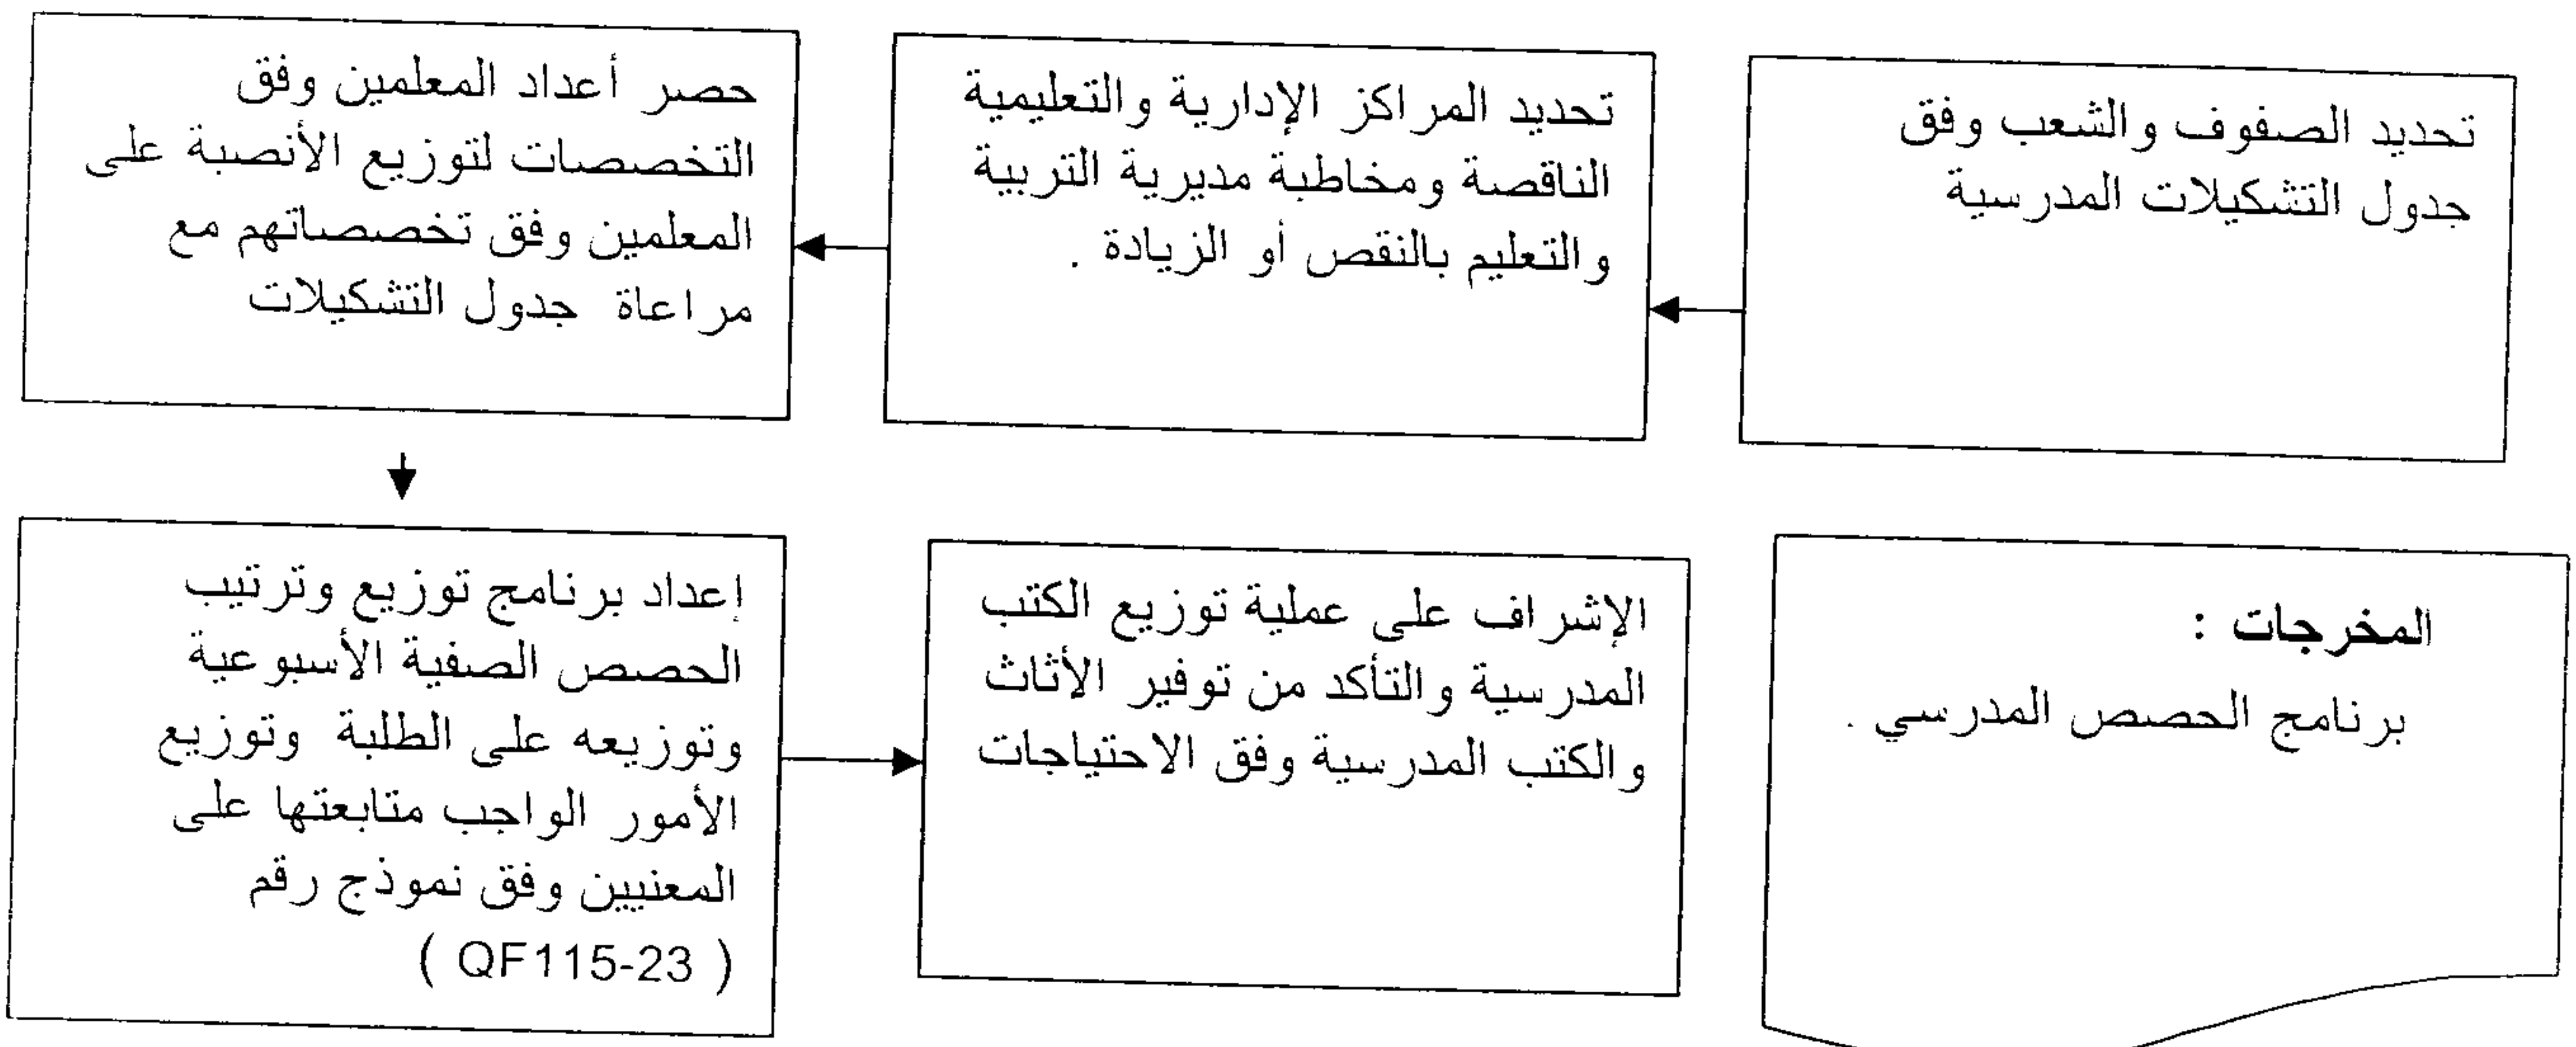 تحديد الصفوف والشعب وفق
جدول التشكيلات المدرسية
تحديد المراكز الإدارية والتعليمية
الناقصة ومخاطبة مديرية التربية
والتعليم بالنقص أو الزيادة .
حصر أعداد المعلمين وفق
التخصصات لتوزيع الأنصبة على
المعلمين وفق تخصصاتهم مع
مراعاة جدول التشكيلات
إعداد برنامج توزيع وترتيب
الحصص الصفية الأسبوعية
وتوزيعه على الطلبة وتوزيع
الأمور الواجب متابعتها على
المعنيين وفق نموذج رقم
( QF115-23 )
الإشراف على عملية توزيع الكتب
المدرسية والتأكد من توفير الأثاث
والكتب المدرسية وفق الاحتياجات
المخرجات :
برنامج الحصص المدرسي .